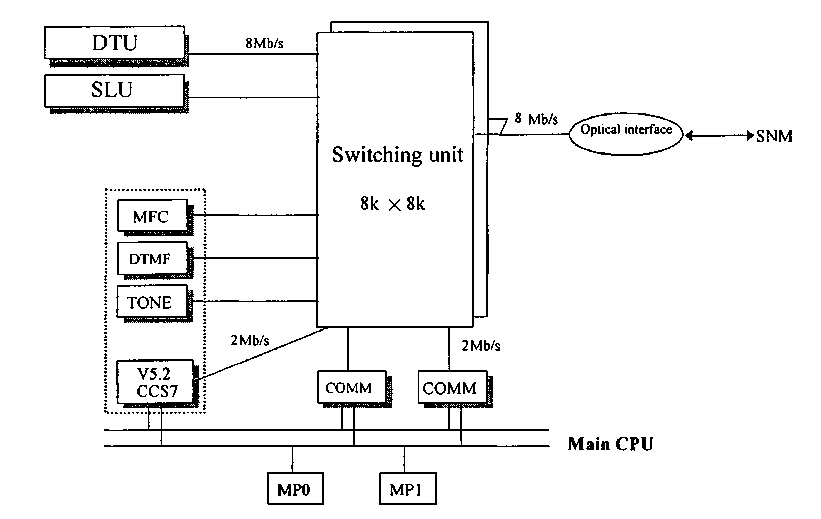 DTU
8Mb/s
SLU
8 Mb/s
Optical interface
SNM
Switching unit
8k × 8k
MFC
DTMF
TONE
2Mb/s
2Mb/s
V5.2
CCS7
COMM
COMM
Main CPU
MP0
MP1